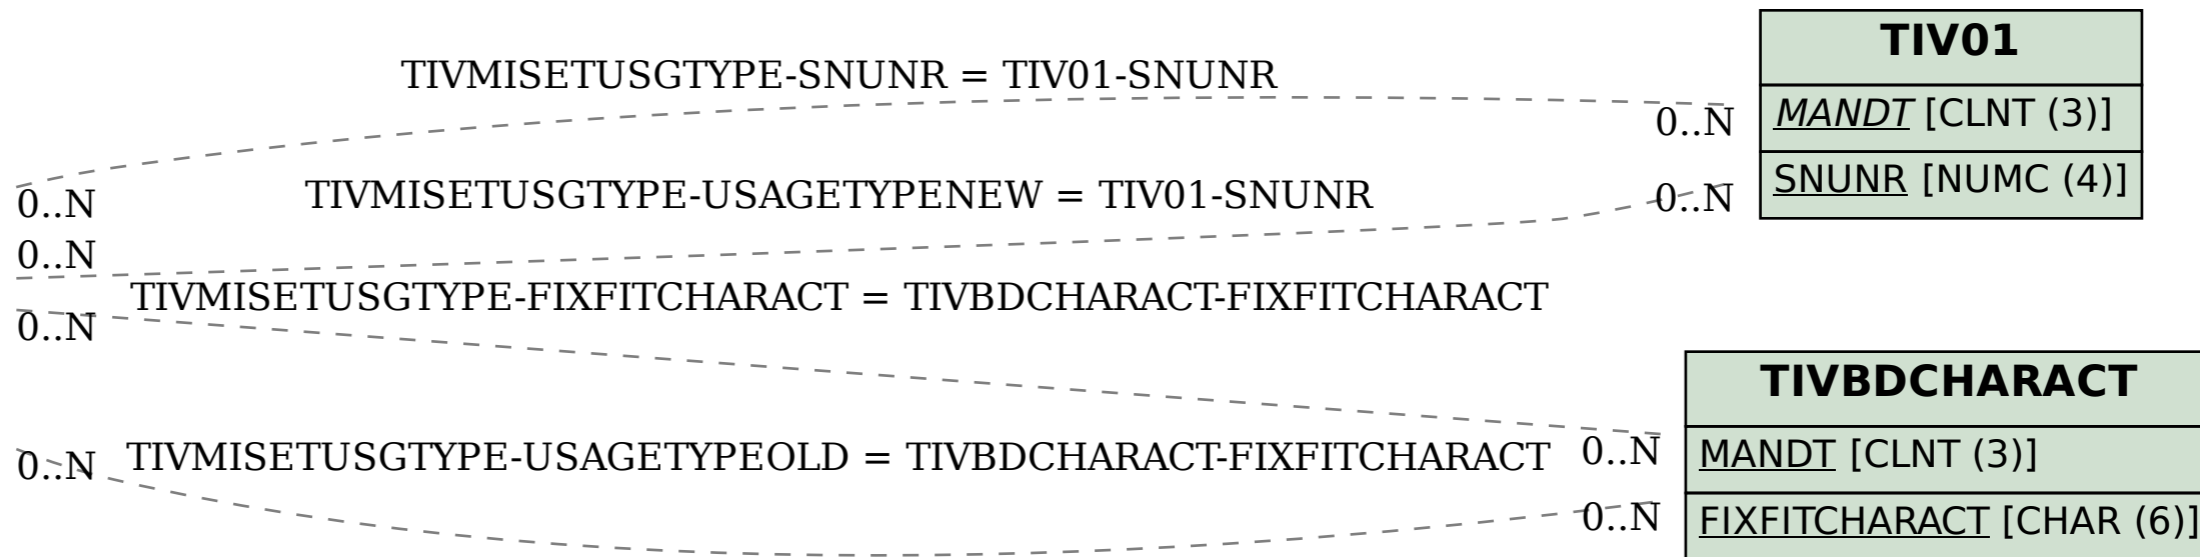 TIV01
TIVMISETUSGTYPE-SNUNR = TIV01-SNUNR
MANDT [CLNT (3)]
0..N
SNUNR [NUMC (4)]
TIVMISETUSGTYPE-USAGETYPENEW = TIV01-SNUNR
0..N
0..N
0..N
TIVMISETUSGTYPE-FIXFITCHARACT = TIVBDCHARACT-FIXFITCHARACT
0..N
TIVBDCHARACT
0..N
MANDT [CLNT (3)]
TIVMISETUSGTYPE-USAGETYPEOLD = TIVBDCHARACT-FIXFITCHARACT
0..N
0..N
FIXFITCHARACT [CHAR (6)]